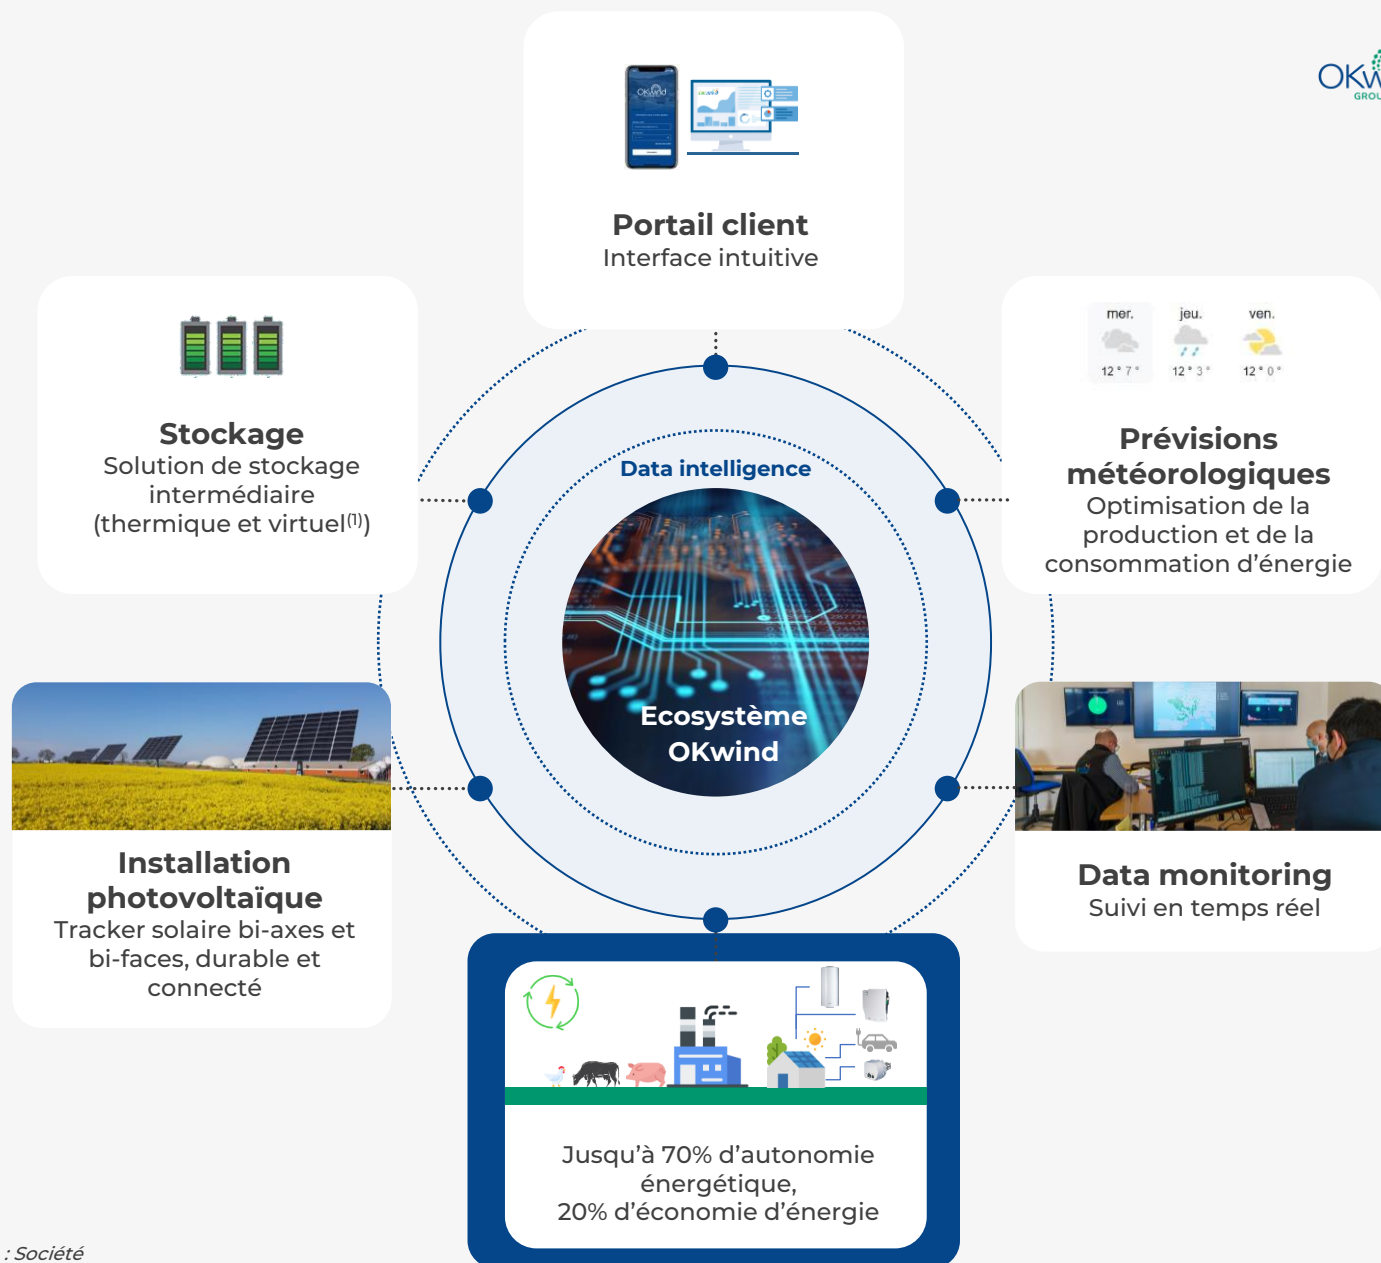 OKwind
Portail client
Interface intuitive
Stockage
Solution de stockage
intermédiaire
(thermique et virtuel(1))
mer.
jeu.
ven.
12 ° 7 °
12 ° 3 °
12 ° 0 °
Prévisions
météorologiques
Optimisation de la
production et de la
consommation d’énergie
Data intelligence
Ecosystème
OKwind
Installation
photovoltaïque
Tracker solaire bi-axes et
bi-faces, durable et
connecté
Data monitoring
Suivi en temps réel
Jusqu’à 70% d’autonomie
énergétique,
20% d’économie d’énergie
: Société